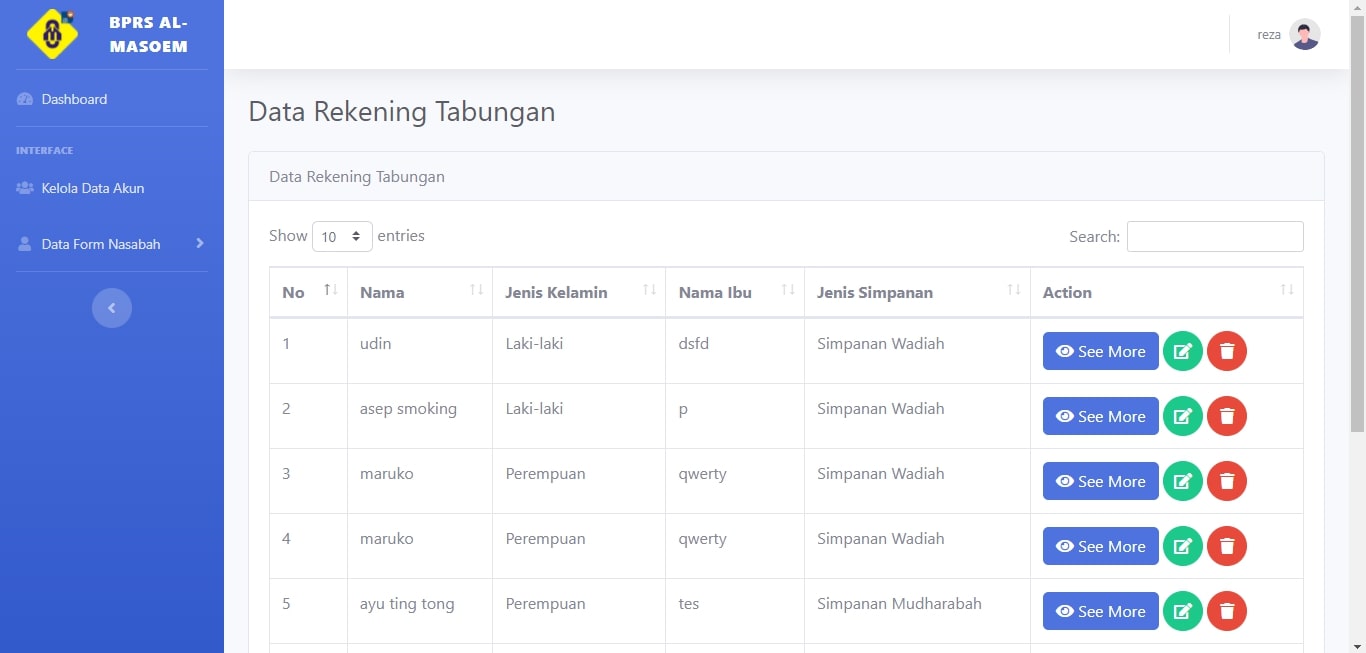 BPRS AL-
MASOEM
reza
Dashboard
INTERFACE
Kelola Data Akun
Data Form Nasabah
Data Rekening Tabungan
Data Rekening Tabungan
Show 10 entries
Search:
No Nama Jenis Kelamin Nama Ibu Jenis Simpanan Action
1 udin Laki-laki dsfd Simpanan Wadiah See More
2 asep smoking Laki-laki p Simpanan Wadiah See More
3 maruko Perempuan qwerty Simpanan Wadiah See More
4 maruko Perempuan qwerty Simpanan Wadiah See More
5 ayu ting tong Perempuan tes Simpanan Mudharabah See More